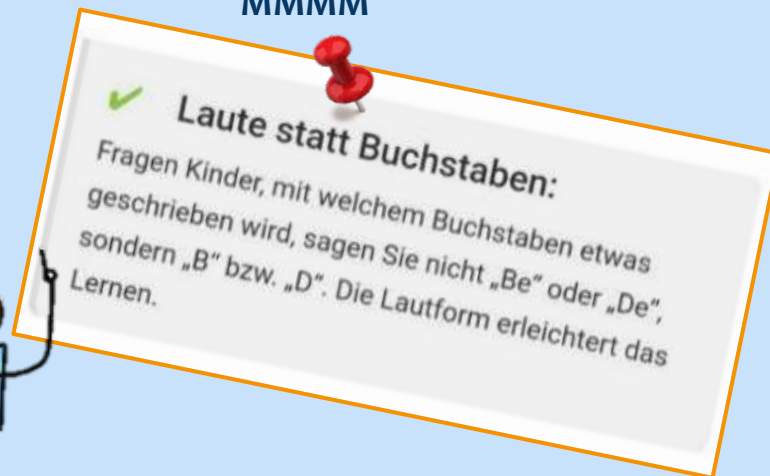 MMMM
Laute statt Buchstaben:
Fragen Kinder, mit welchem Buchstaben etwas
geschrieben wird, sagen Sie nicht „Be“ oder „De“,
sondern „B“ bzw. „D“. Die Lautform erleichtert das
Lernen.